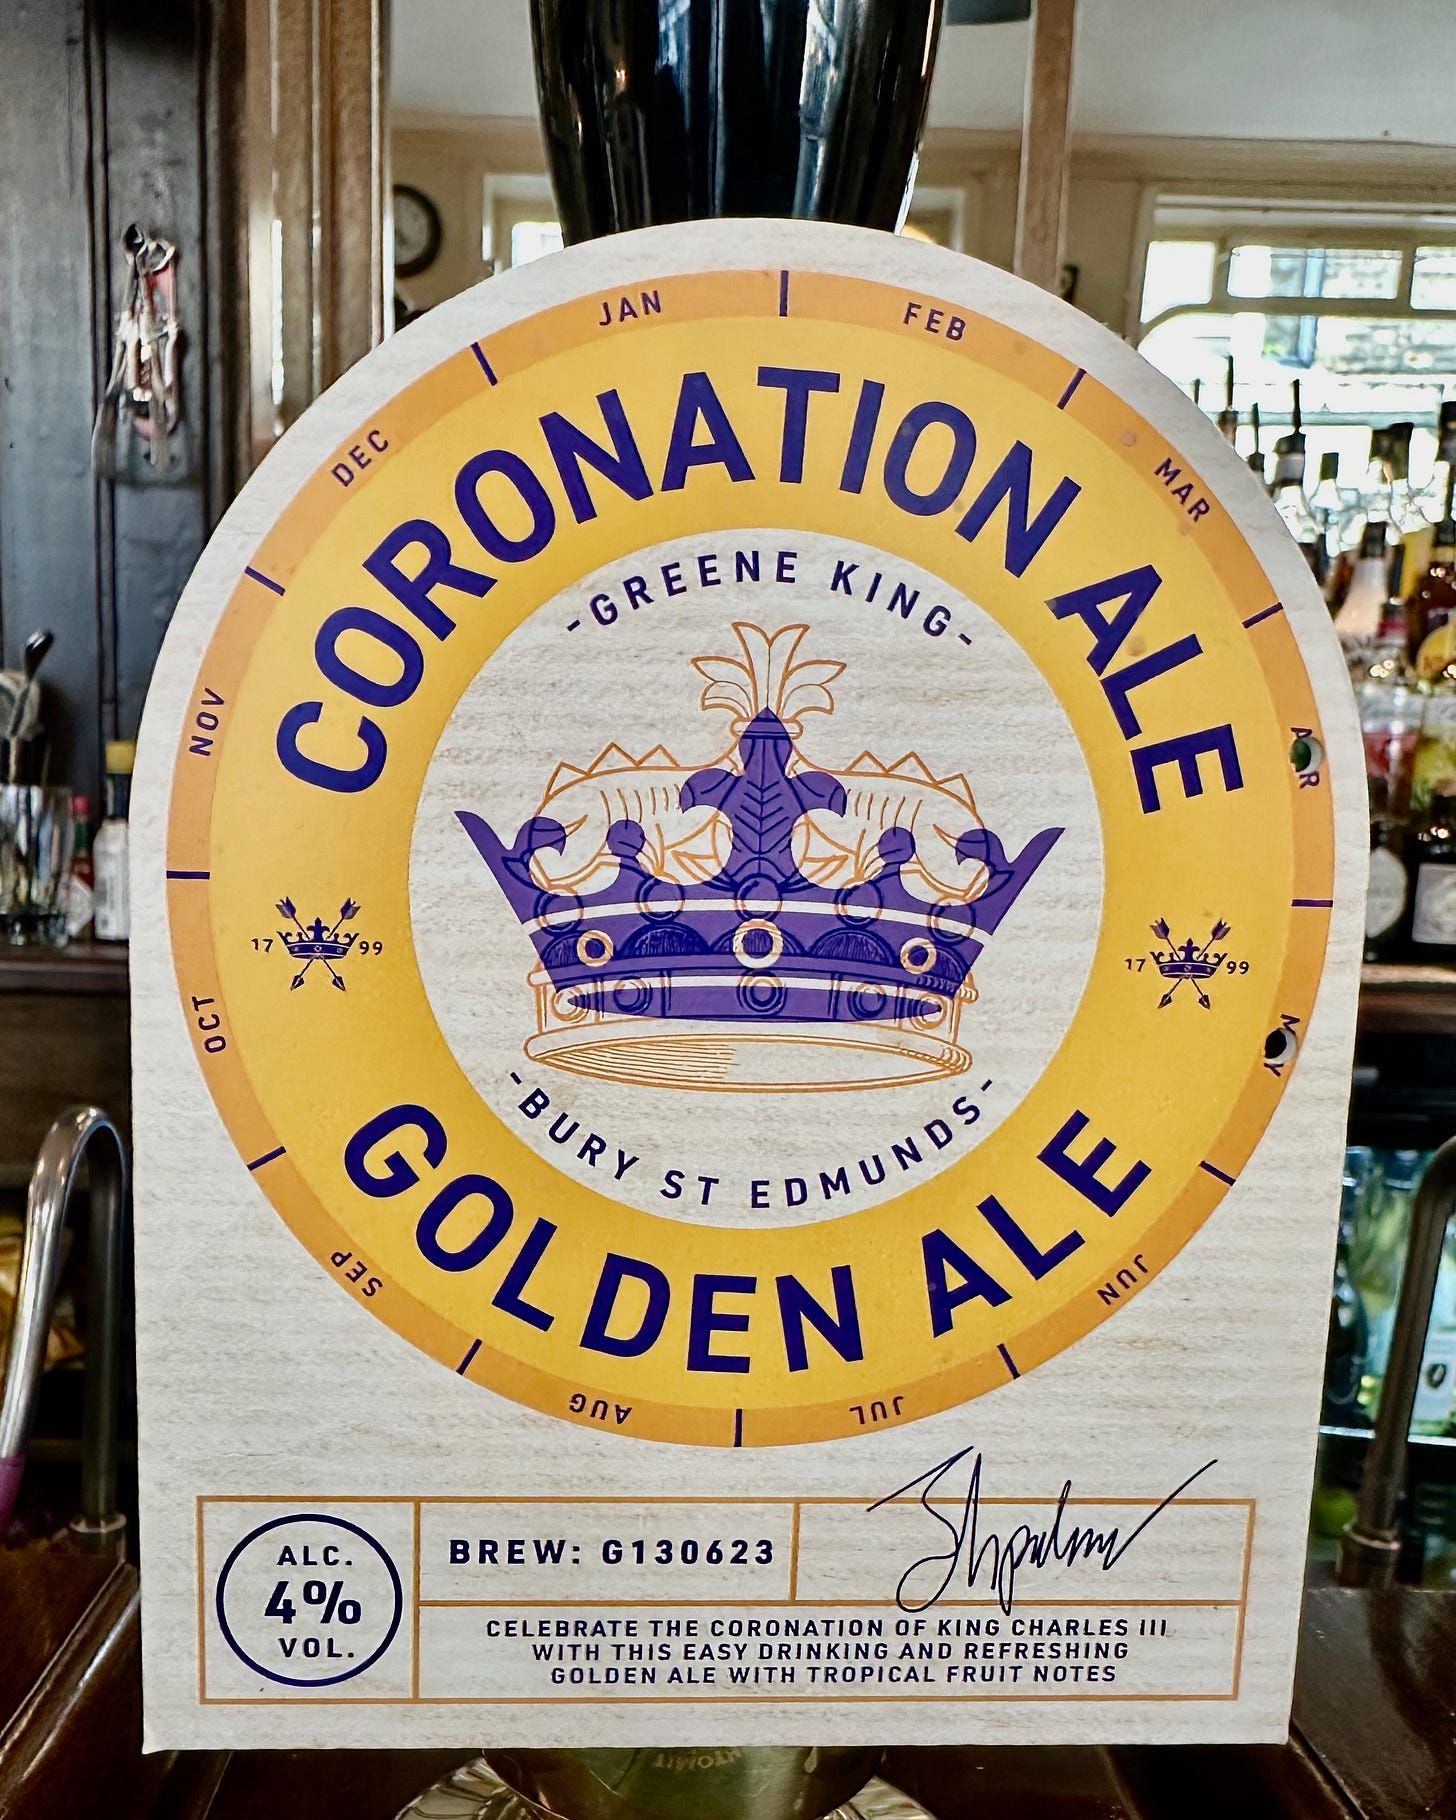 JAN
FEB
MAR
APR
MAY
JUN
JUL
AUG
SEP
OCT
NOV
DEC
CORONATION ALE
-GREENE KING-
17 99
17 99
-BURY ST EDMUNDS-
GOLDEN ALE
ALC.
4%
VOL.
BREW: G130623
CELEBRATE THE CORONATION OF KING CHARLES III
WITH THIS EASY DRINKING AND REFRESHING
GOLDEN ALE WITH TROPICAL FRUIT NOTES